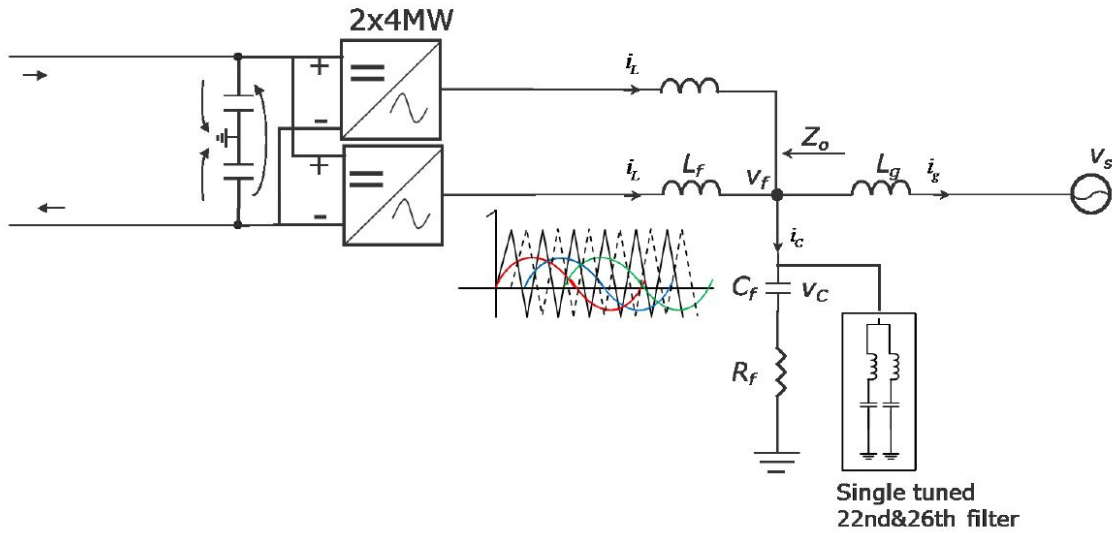 2x4MW
+
-
+
-
i_L
i_L
L_f
v_f
Z_o
L_g
i_g
v_s
i_C
C_f
v_C
R_f
Single tuned
22nd&26th filter